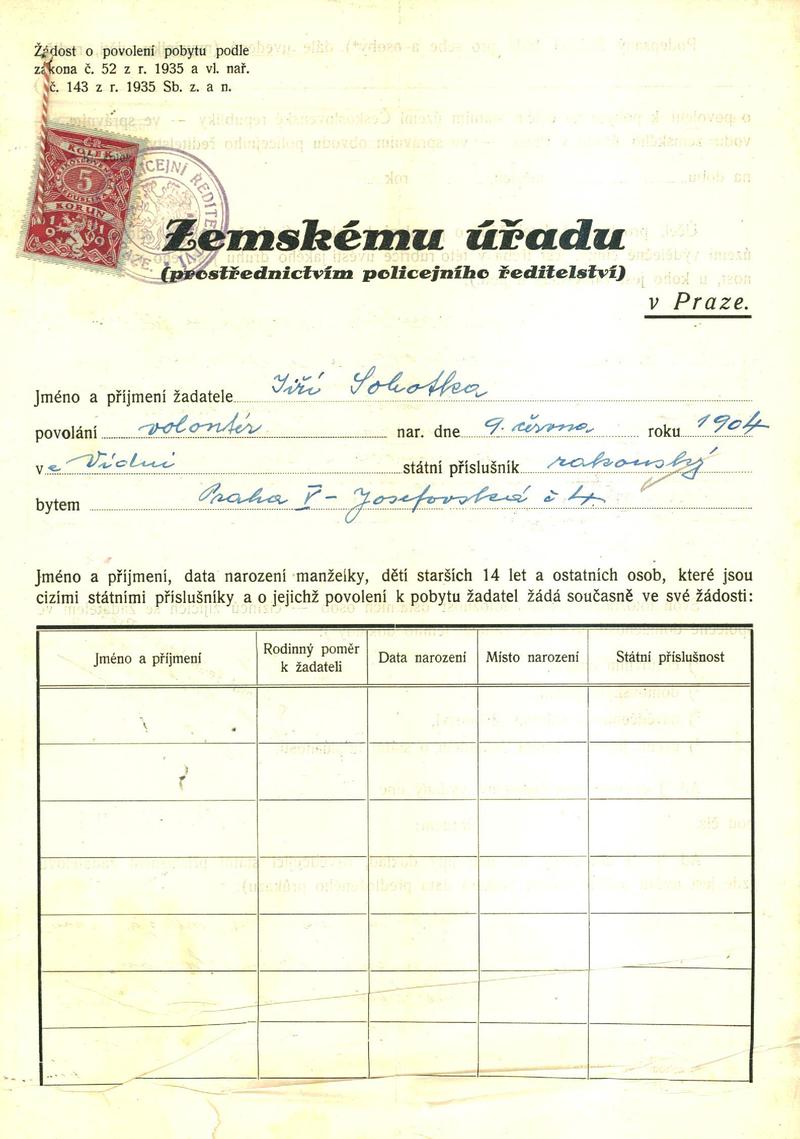 Žádost o povolení pobytu podle
zákona č. 52 z r. 1935 a vl. nař.
č. 143 z r. 1935 Sb. z. a n.
KOLEK
5
KORUN
1919
POLICEJNÍ ŘEDITEL
Zemskému úřadu
(prostřednictvím policejního ředitelství)
v Praze.
Jméno a příjmení žadatele Jiří Sobotka
povolání volontér nar. dne 9. června roku 1904
ve Vídni státní příslušník rakouský
bytem Praha V – Josefovská č 4.
Jméno a příjmení, data narození manželky, dětí starších 14 let a ostatních osob, které jsou
cizími státními příslušníky a o jejichž povolení k pobytu žadatel žádá současně ve své žádosti:
Jméno a příjmení Rodinný poměr k žadateli Data narození Místo narození Státní příslušnost